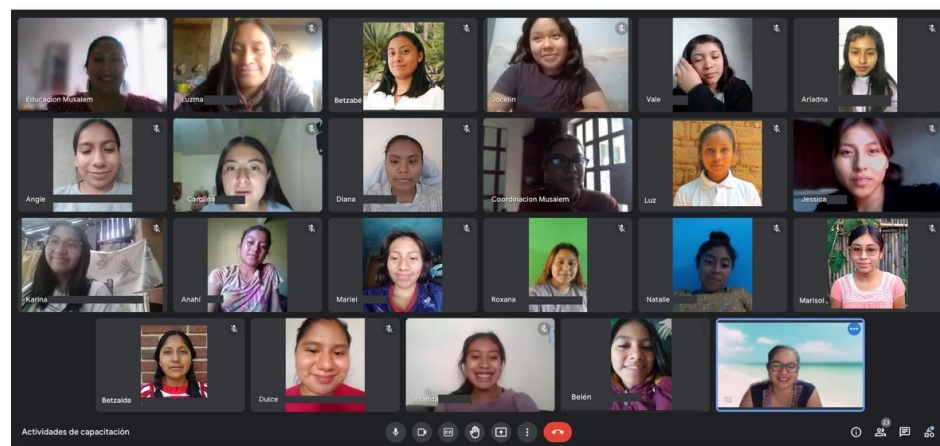 Educacion Musalem
Luzma
Betzabé
Jocelin
Vale
Ariadna
Angie
Carolina
Diana
Coordinacion Musalem
Luz
Jessica
Karina
Anahí
Mariel
Roxana
Natalie
Marisol
Betzaida
Dulce
Belén
Actividades de capacitación
23